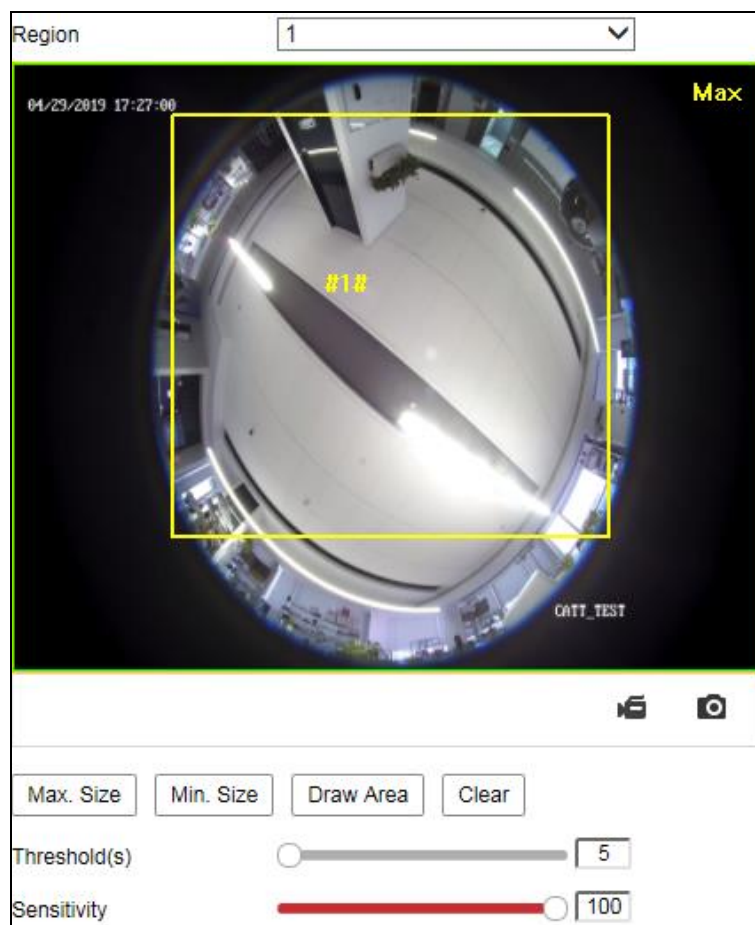 Region 1
Max
04/29/2019 17:27:00
#1#
CATT_TEST
Max. Size Min. Size Draw Area Clear
Threshold(s) 5
Sensitivity 100